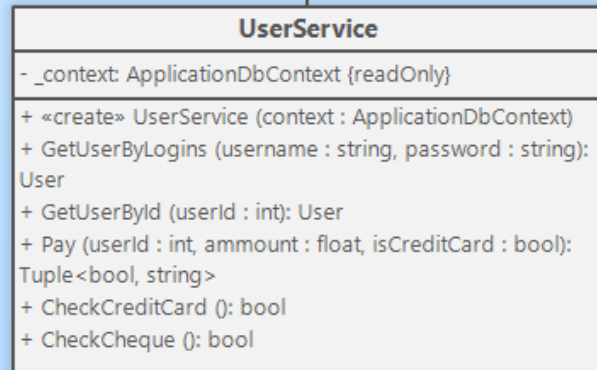 UserService
- _context: ApplicationDbContext {readOnly}
+ «create» UserService (context : ApplicationDbContext)
+ GetUserByLogins (username : string, password : string):
User
+ GetUserById (userId : int): User
+ Pay (userId : int, ammount : float, isCreditCard : bool):
Tuple<bool, string>
+ CheckCreditCard (): bool
+ CheckCheque (): bool